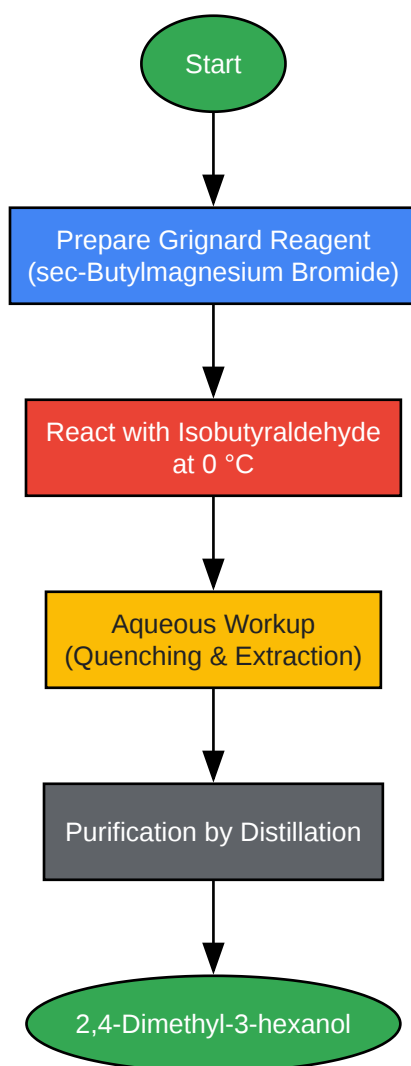 Start
Prepare Grignard Reagent
(sec-Butylmagnesium Bromide)
React with Isobutyraldehyde
at 0 °C
Aqueous Workup
(Quenching & Extraction)
Purification by Distillation
2,4-Dimethyl-3-hexanol